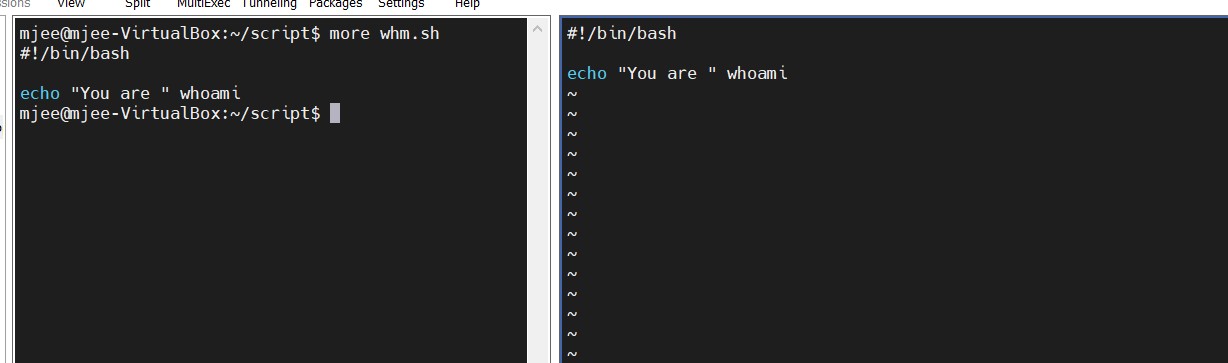 View Split MultiExec Tunneling Packages Settings Help
mjee@mjee-VirtualBox:~/script$ more whm.sh
#!/bin/bash
echo "You are " whoami
mjee@mjee-VirtualBox:~/script$
#!/bin/bash
echo "You are " whoami
~
~
~
~
~
~
~
~
~
~
~
~
~
~